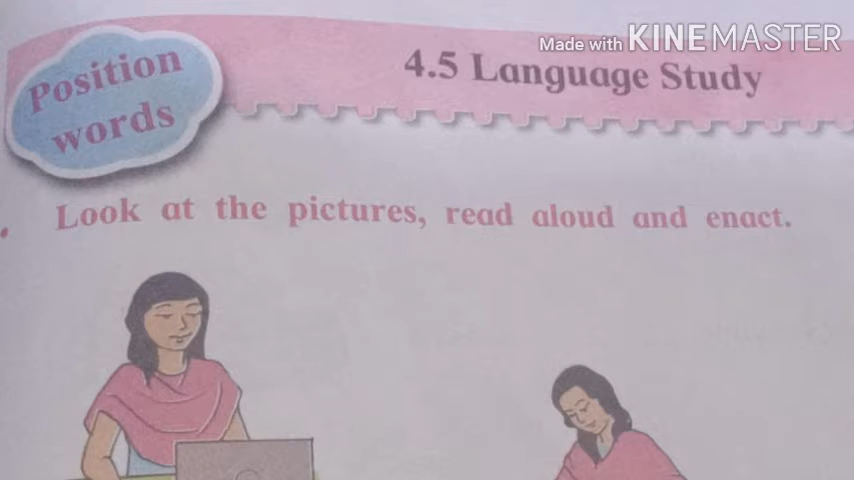 Made with KINEMASTER
Position
words
4.5 Language Study
Look at the pictures, read aloud and enact.